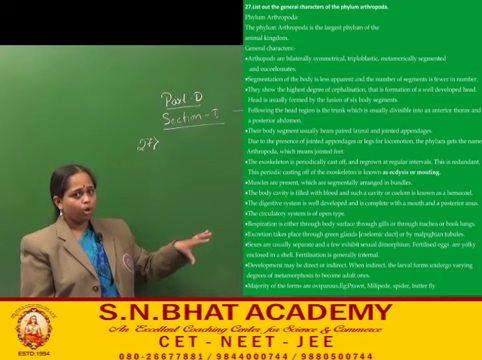 27.List out the general characters of the phylum arthropoda.
Phylum Arthropoda:
The phylum Arthropoda is the largest phylum of the
animal kingdom.
General characters-
•Arthropods are bilaterally symmetrical, triploblastic, metamerically segmented
and eucoelomates.
•Segmentation of the body is less apparent and the number of segments is fewer in number.
•They show the highest degree of cephalisation, that is formation of a well developed head.
Head is usually formed by the fusion of six body segments.
Following the head region is the trunk which is usually divisible into an anterior thorax and
a posterior abdomen.
•Their body segment usually bears paired lateral and jointed appendages.
Due to the presence of jointed appendages or legs for locomotion, the phylum gets the name
Arthropoda, which means jointed feet.
•The exoskeleton is periodically cast off, and regrown at regular intervals. This is redundant.
This periodic casting off of the exoskeleton is known as ecdysis or mouting.
•Muscles are present, which are segmentally arranged in bundles.
•The body cavity is filled with blood and such a cavity or coelom is known as a hemocord.
•The digestive system is well developed and is complete with a mouth and a posterior anus.
•The circulatory system is of open type.
•Respiration is either through body surface through gills or through trachea or book lungs.
•Excretion takes place through green glands [coelomic duct] or by malpighian tubules
•Sexes are usually separate and a few exhibit sexual dimorphism. Fertilised eggs are yolky
enclosed in a shell. Fertilisation is generally internal.
•Development may be direct or indirect. When indirect, the larval forms undergo varying
degrees of metamorphosis to become adult ones.
•Majority of the forms are oviparous.Eg:Prawn, Milipede, spider, butter fly
Part-D
Section-I
27)
S.N.BHAT ACADEMY
An Excellent Coaching Center for Science & Commerce
CET - NEET - JEE
080-26677881 / 9844000744 / 9880500744
ESTD:1994